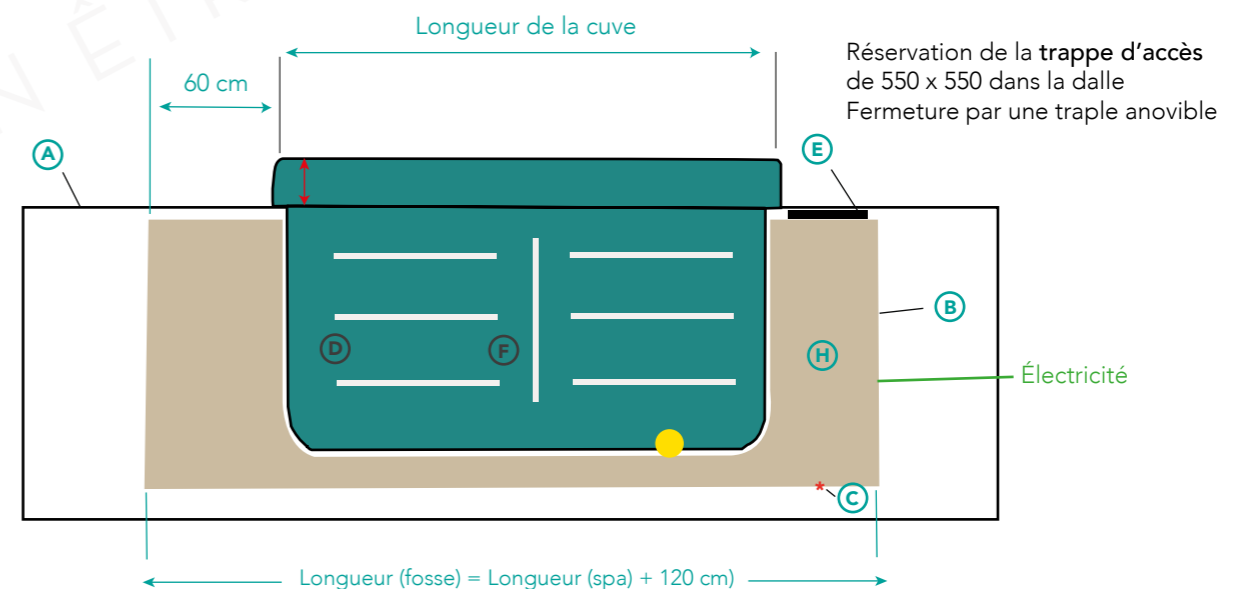 N ÊT
Longueur de la cuve
Réservation de la trappe d'accès
de 550 x 550 dans la dalle
Fermeture par une traple anovible
60 cm
A
E
B
D
F
H
Électricité
* C
Longueur (fosse) = Longueur (spa) + 120 cm)